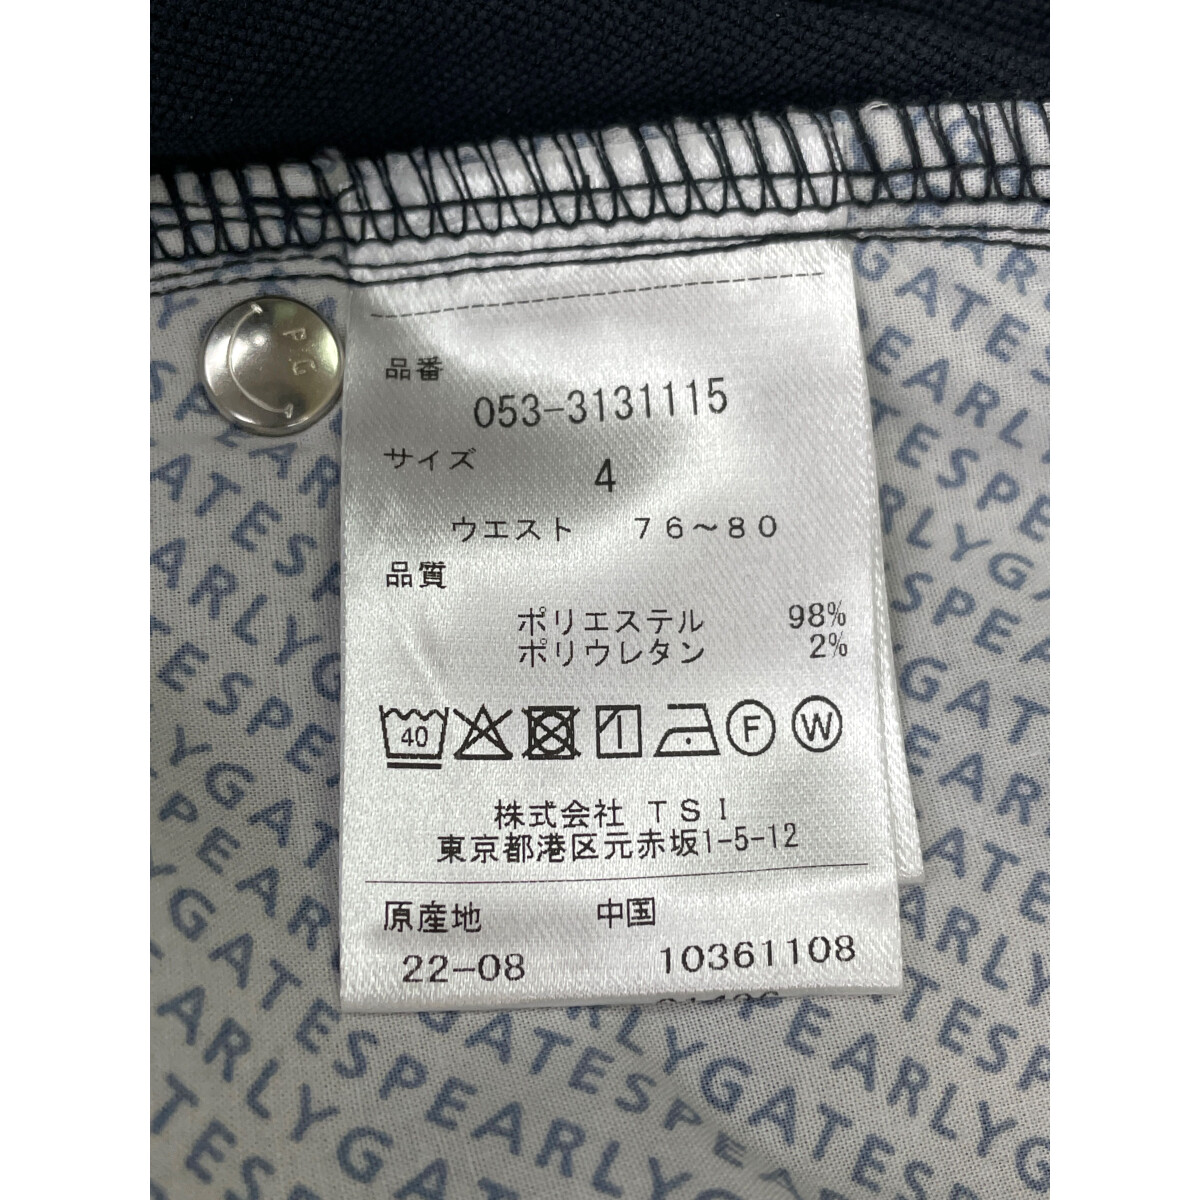 品番
053-3131115
サイズ
4
ウエスト 76～80
品質
ポリエステル 98%
ポリウレタン 2%
40 F W
株式会社 TSI
東京都港区元赤坂1-5-12
原産地 中国
22-08 10361108
P G
PEARLYGATES